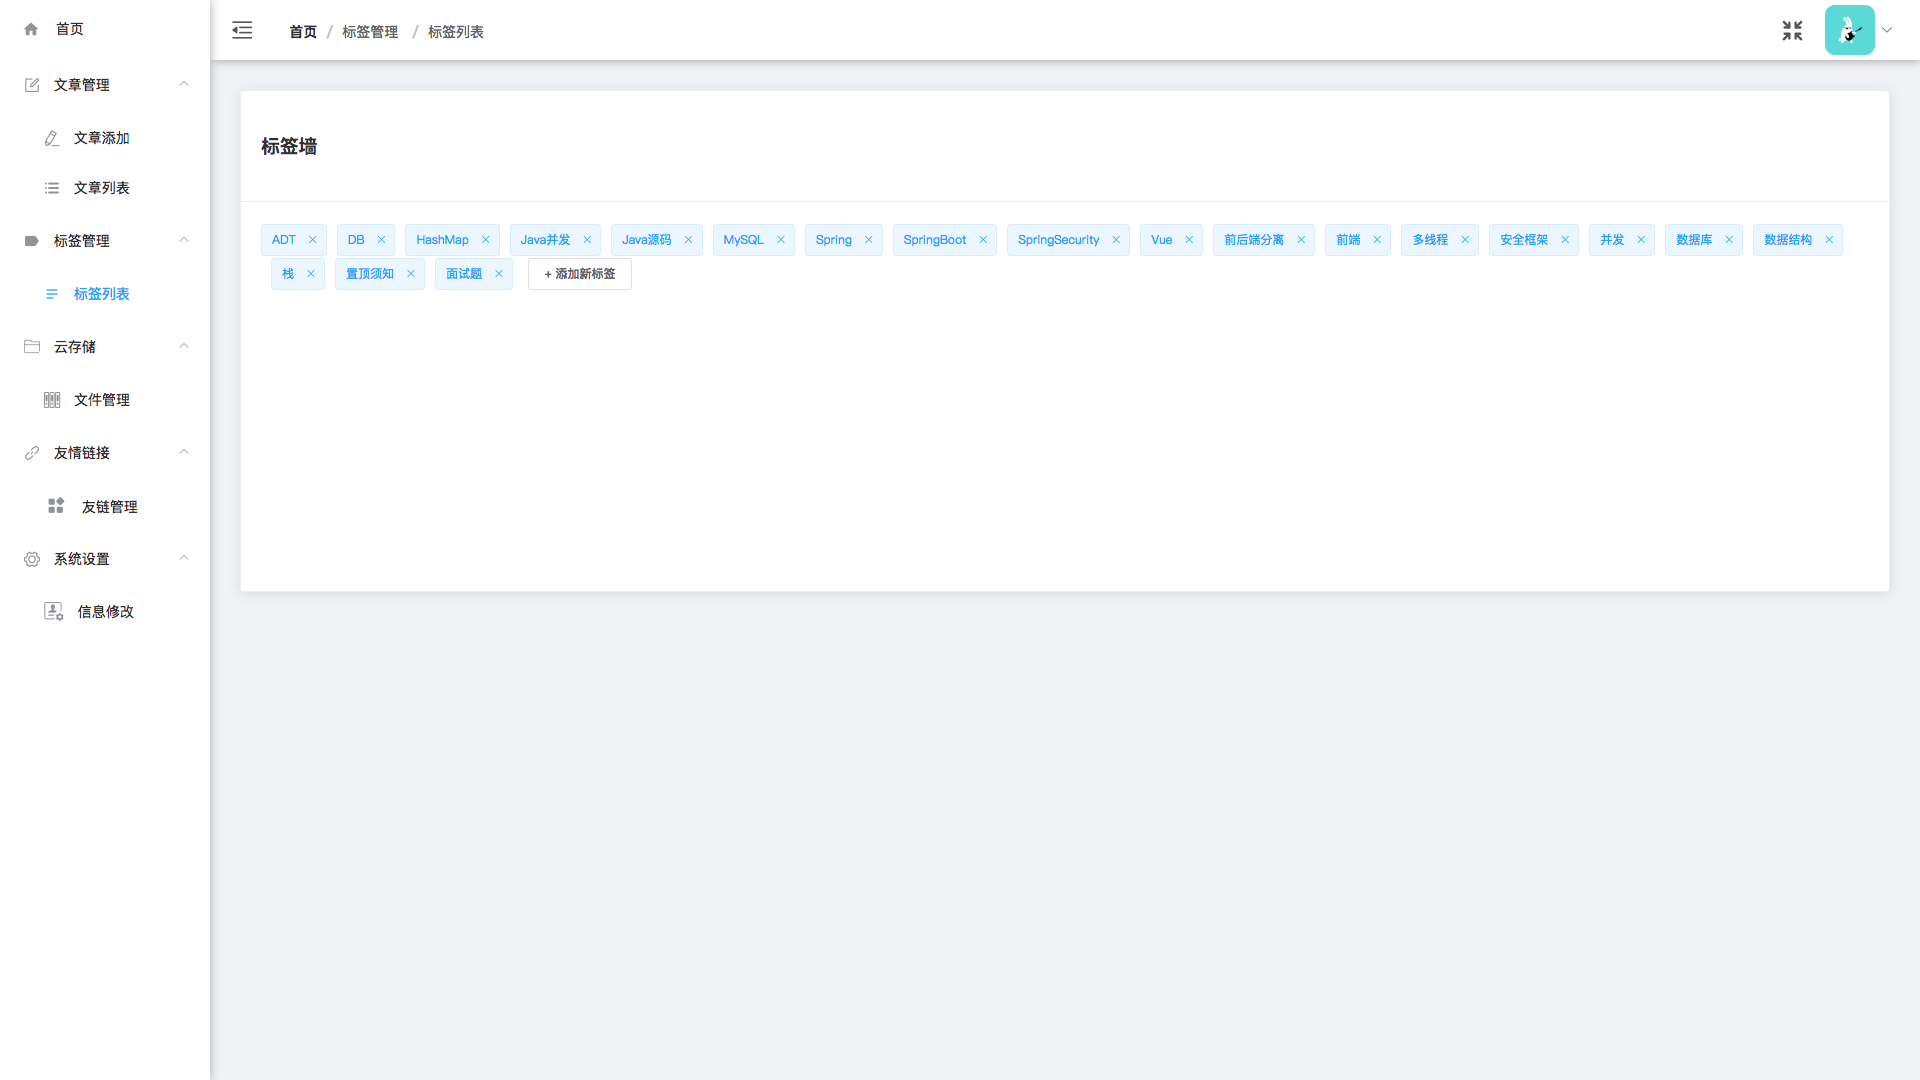 首页
文章管理
文章添加
文章列表
标签管理
标签列表
云存储
文件管理
友情链接
友链管理
系统设置
信息修改
首页 / 标签管理 / 标签列表
标签墙
ADT DB HashMap Java并发 Java源码 MySQL Spring SpringBoot SpringSecurity Vue 前后端分离 前端 多线程 安全框架 并发 数据库 数据结构
栈 置顶须知 面试题 + 添加新标签